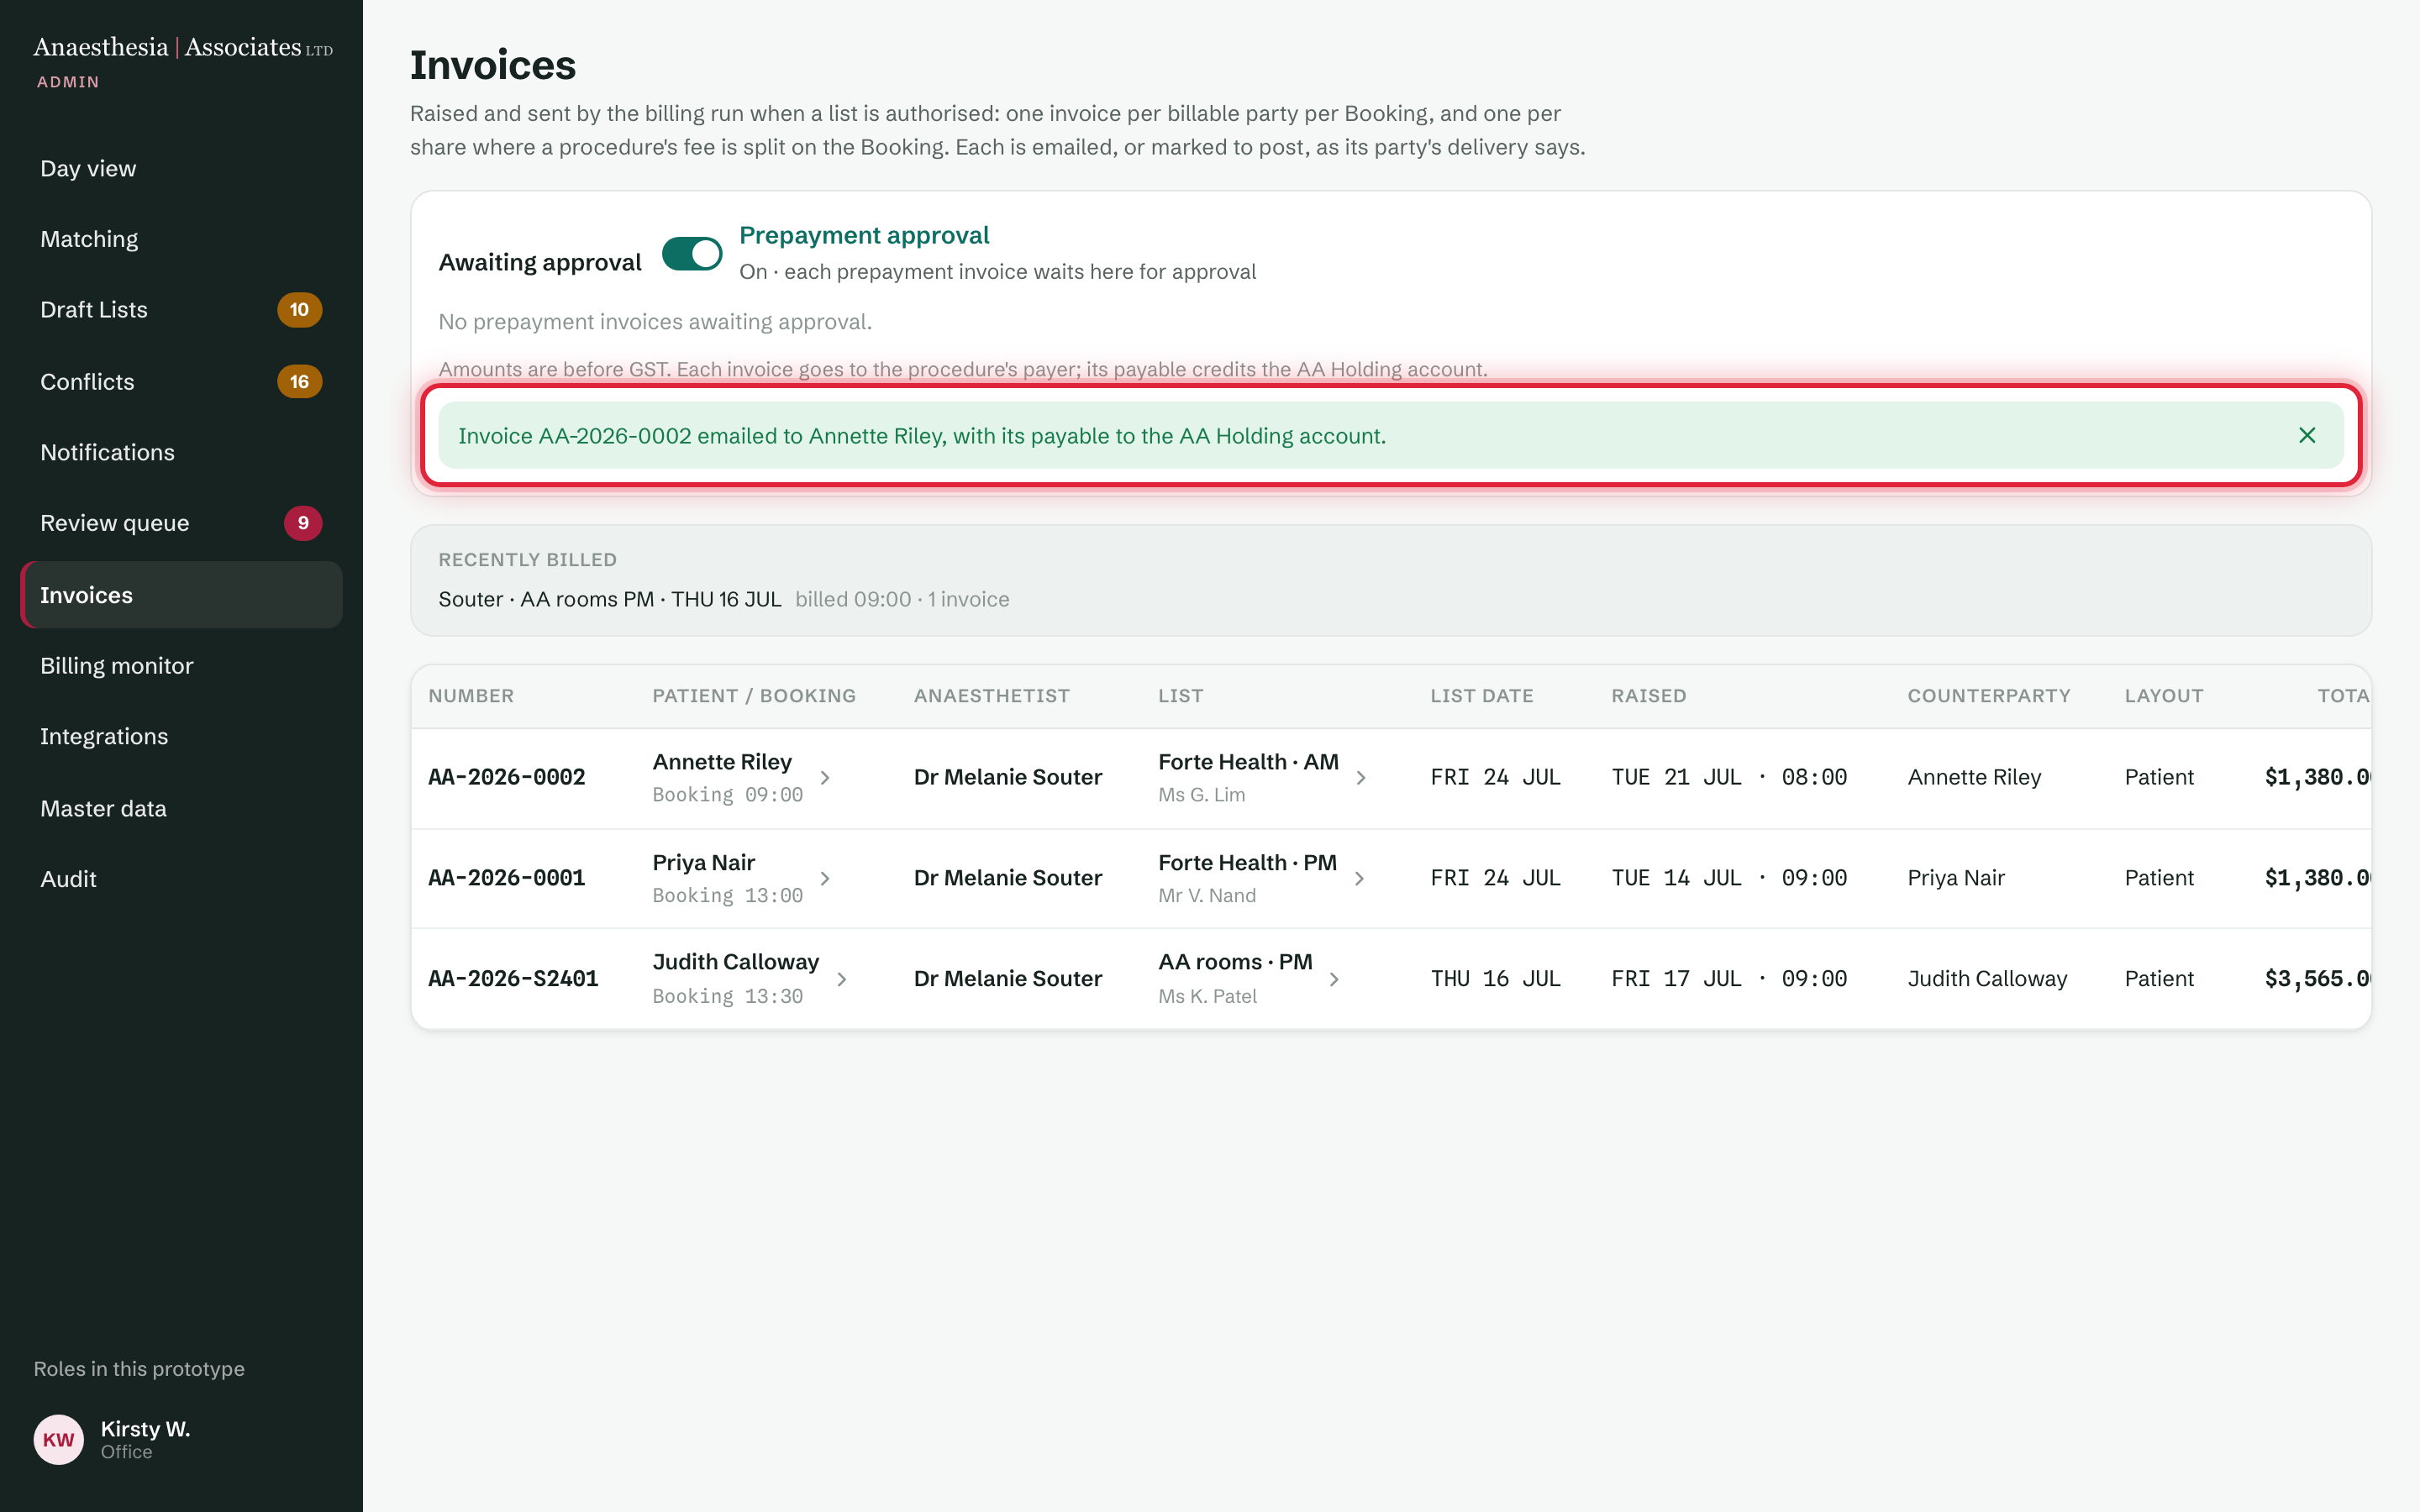 Anaesthesia | Associates LTD
ADMIN
Day view
Matching
Draft Lists 10
Conflicts 16
Notifications
Review queue 9
Invoices
Billing monitor
Integrations
Master data
Audit
Roles in this prototype
KW Kirsty W.
Office
Invoices
Raised and sent by the billing run when a list is authorised: one invoice per billable party per Booking, and one per
share where a procedure's fee is split on the Booking. Each is emailed, or marked to post, as its party's delivery says.
Awaiting approval
Prepayment approval
On · each prepayment invoice waits here for approval
No prepayment invoices awaiting approval.
Amounts are before GST. Each invoice goes to the procedure's payer; its payable credits the AA Holding account.
Invoice AA-2026-0002 emailed to Annette Riley, with its payable to the AA Holding account.
RECENTLY BILLED
Souter · AA rooms PM · THU 16 JUL billed 09:00 · 1 invoice
NUMBER PATIENT / BOOKING ANAESTHETIST LIST LIST DATE RAISED COUNTERPARTY LAYOUT TOTA
AA-2026-0002 Annette Riley Dr Melanie Souter Forte Health · AM FRI 24 JUL TUE 21 JUL · 08:00 Annette Riley Patient $1,380.0
Booking 09:00 Ms G. Lim
AA-2026-0001 Priya Nair Dr Melanie Souter Forte Health · PM FRI 24 JUL TUE 14 JUL · 09:00 Priya Nair Patient $1,380.0
Booking 13:00 Mr V. Nand
AA-2026-S2401 Judith Calloway Dr Melanie Souter AA rooms · PM THU 16 JUL FRI 17 JUL · 09:00 Judith Calloway Patient $3,565.0
Booking 13:30 Ms K. Patel